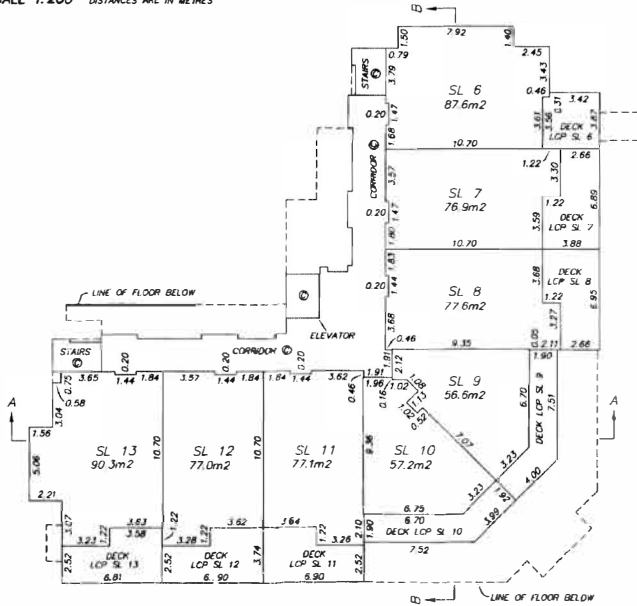 SCALE 1:200 DISTANCES ARE IN METRES
B
7.92
1.50
1.40
0.79
2.45
STAIRS
©
3.79
3.43
SL 6
87.6m2
0.46
0.31
3.42
0.20
1.47
3.61
3.56
3.87
DECK
LCP SL 6
1.68
10.70
1.22
2.66
CORRIDOR ©
3.57
3.30
SL 7
76.9m2
6.89
1.22
0.20
1.47
3.59
DECK
LCP SL 7
1.80
10.70
3.88
1.83
SL 8
77.6m2
3.68
DECK
LCP SL 8
0.20
1.44
1.22
6.95
LINE OF FLOOR BELOW
©
ELEVATOR
3.68
3.27
0.46
9.35
0.05
2.11
2.66
1.90
STAIRS
©
CORRIDOR ©
0.20
0.20
0.20
3.65
1.44
1.84
3.57
1.44
1.84
1.64
1.44
3.62
0.46
1.91
1.91
2.12
1.96
1.02
0.16
1.08
1.13
1.02
0.52
SL 9
56.6m2
6.70
DECK LCP SL 9
7.51
0.75
0.58
3.04
A
A
1.56
5.06
2.21
SL 13
90.3m2
10.70
SL 12
77.0m2
10.70
SL 11
77.1m2
9.36
SL 10
57.2m2
7.07
3.23
3.23
1.92
4.00
3.99
3.07
3.63
3.58
1.22
3.23
1.22
3.62
1.22
3.28
3.64
1.22
3.26
2.10
1.90
6.75
6.70
DECK LCP SL 10
7.52
2.52
DECK
LCP SL 13
6.81
2.52
DECK
LCP SL 12
6.90
3.74
DECK
LCP SL 11
6.90
2.52
B
LINE OF FLOOR BELOW